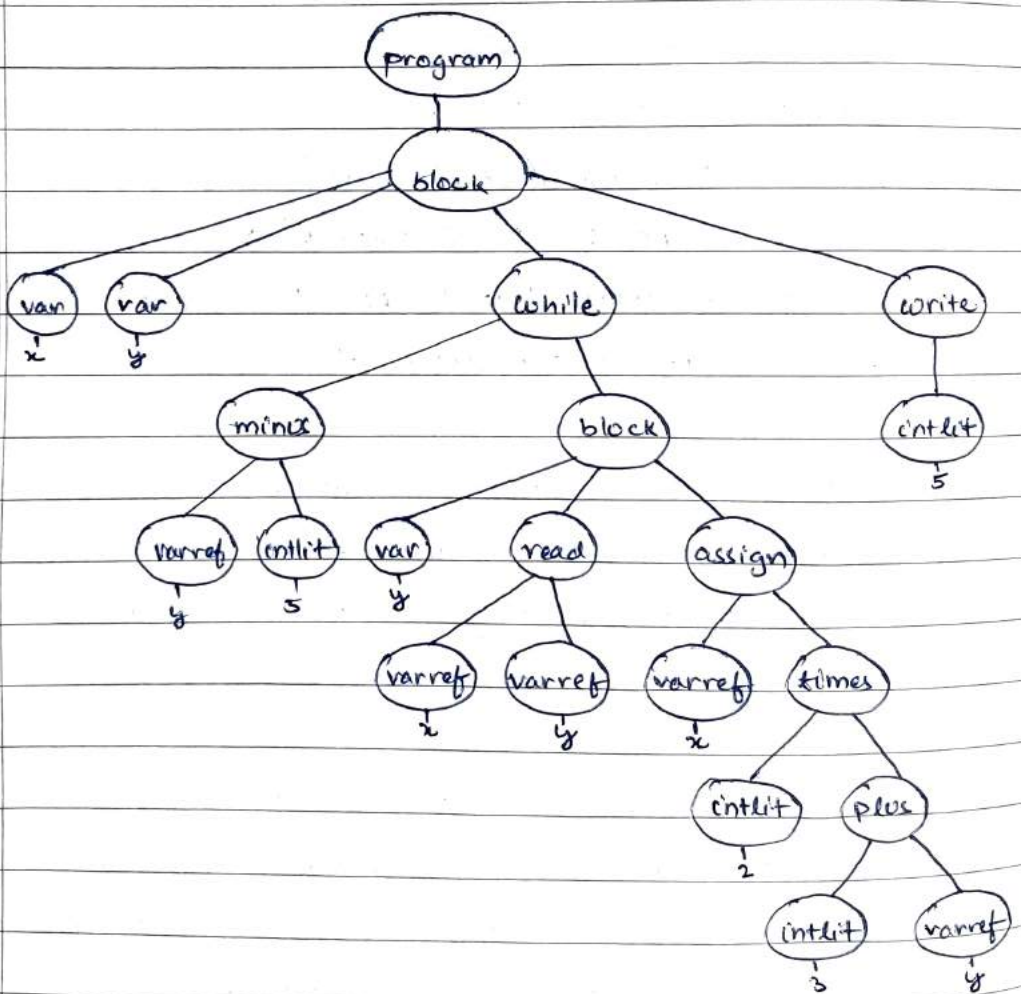 program
block
var var while write
x y
minus block intlit
5
varref intlit var read assign
y 5 y
varref varref varref times
x y x
intlit plus
2
intlit varref
3 y